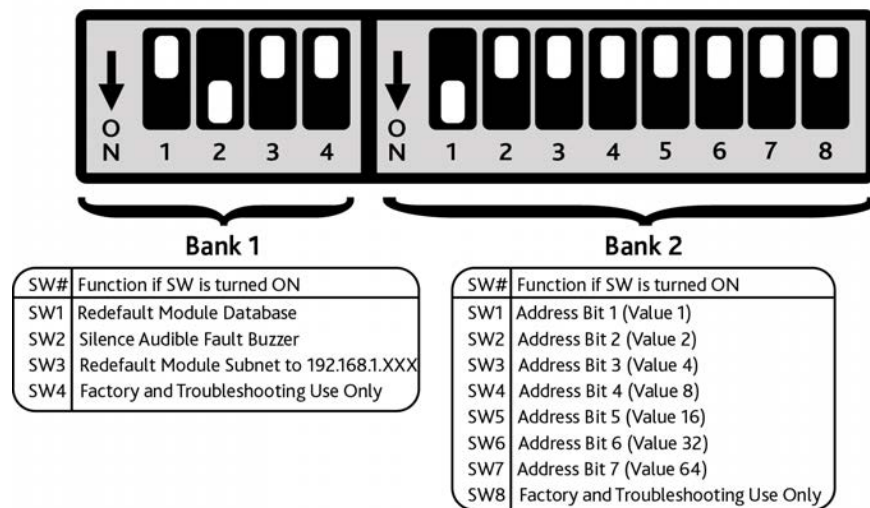 O
N
1 2 3 4
O
N
1 2 3 4 5 6 7 8
Bank 1
SW# Function if SW is turned ON
SW1 Redefault Module Database
SW2 Silence Audible Fault Buzzer
SW3 Redefault Module Subnet to 192.168.1.XXX
SW4 Factory and Troubleshooting Use Only
Bank 2
SW# Function if SW is turned ON
SW1 Address Bit 1 (Value 1)
SW2 Address Bit 2 (Value 2)
SW3 Address Bit 3 (Value 4)
SW4 Address Bit 4 (Value 8)
SW5 Address Bit 5 (Value 16)
SW6 Address Bit 6 (Value 32)
SW7 Address Bit 7 (Value 64)
SW8 Factory and Troubleshooting Use Only